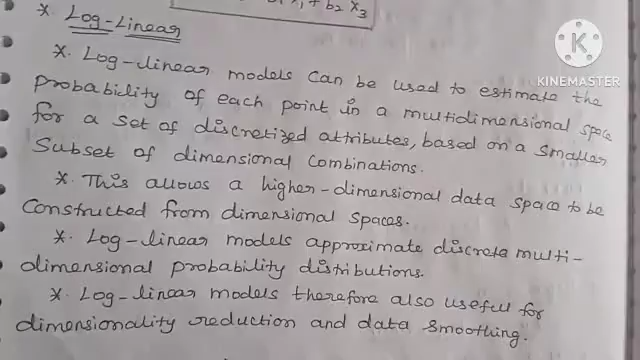 x₁ + b₂ x₃
*. Log-Linear
*. Log-linear models can be used to estimate the
probability of each point in a multidimensional space
for a set of discretized attributes, based on a smaller
Subset of dimensional Combinations.
*. This allows a higher-dimensional data space to be
Constructed from dimensional spaces.
*. Log-linear models approximate discrete multi-
dimensional probability distributions.
*. Log-linear models therefore also useful for
dimensionality reduction and data smoothing.
KINEMASTER